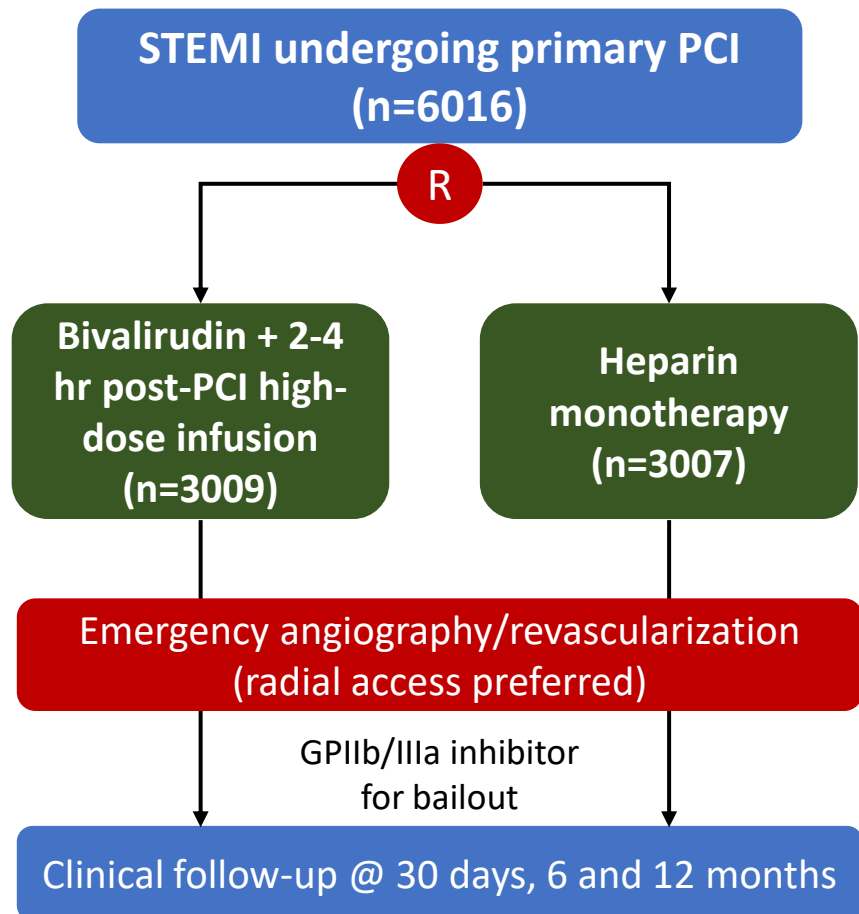 STEMI undergoing primary PCI
(n=6016)
R
Bivalirudin + 2-4
hr post-PCI high-
dose infusion
(n=3009)
Heparin
monotherapy
(n=3007)
Emergency angiography/revascularization
(radial access preferred)
GPIIb/IIIa inhibitor
for bailout
Clinical follow-up @ 30 days, 6 and 12 months